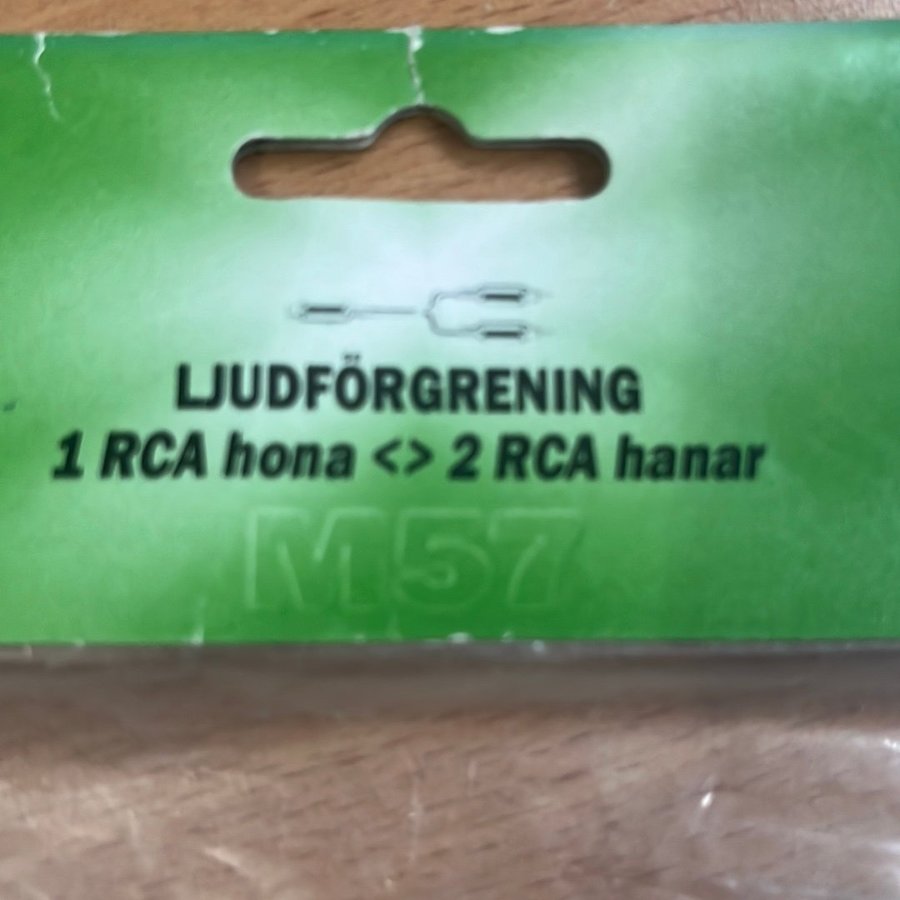 LJUDFÖRGRENING
1 RCA hona <> 2 RCA hanar
M57